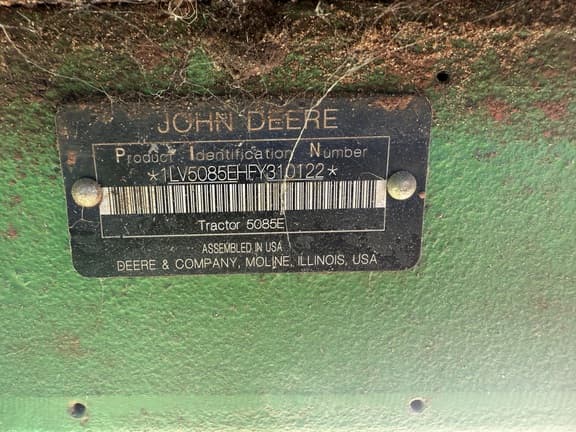 JOHN DEERE
Product Identification Number
*1LV5085EHFY310122*
Tractor 5085E
ASSEMBLED IN USA
DEERE & COMPANY, MOLINE, ILLINOIS, USA